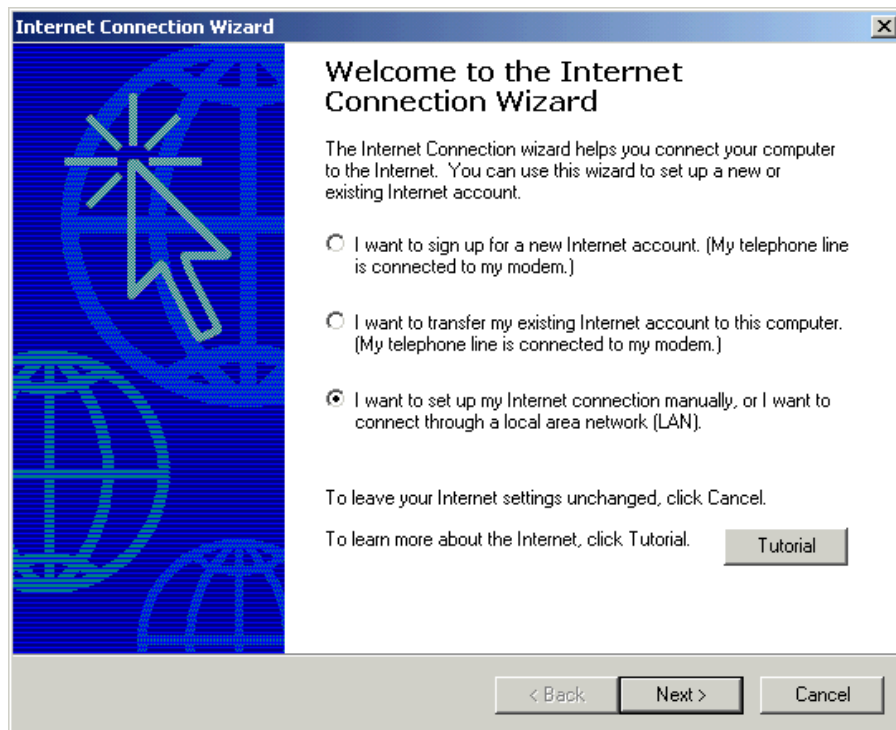 Internet Connection Wizard
Welcome to the Internet
Connection Wizard
The Internet Connection wizard helps you connect your computer
to the Internet.  You can use this wizard to set up a new or
existing Internet account.
I want to sign up for a new Internet account. (My telephone line
is connected to my modem.)
I want to transfer my existing Internet account to this computer.
(My telephone line is connected to my modem.)
I want to set up my Internet connection manually, or I want to
connect through a local area network (LAN).
To leave your Internet settings unchanged, click Cancel.
To learn more about the Internet, click Tutorial.
Tutorial
< Back
Next >
Cancel